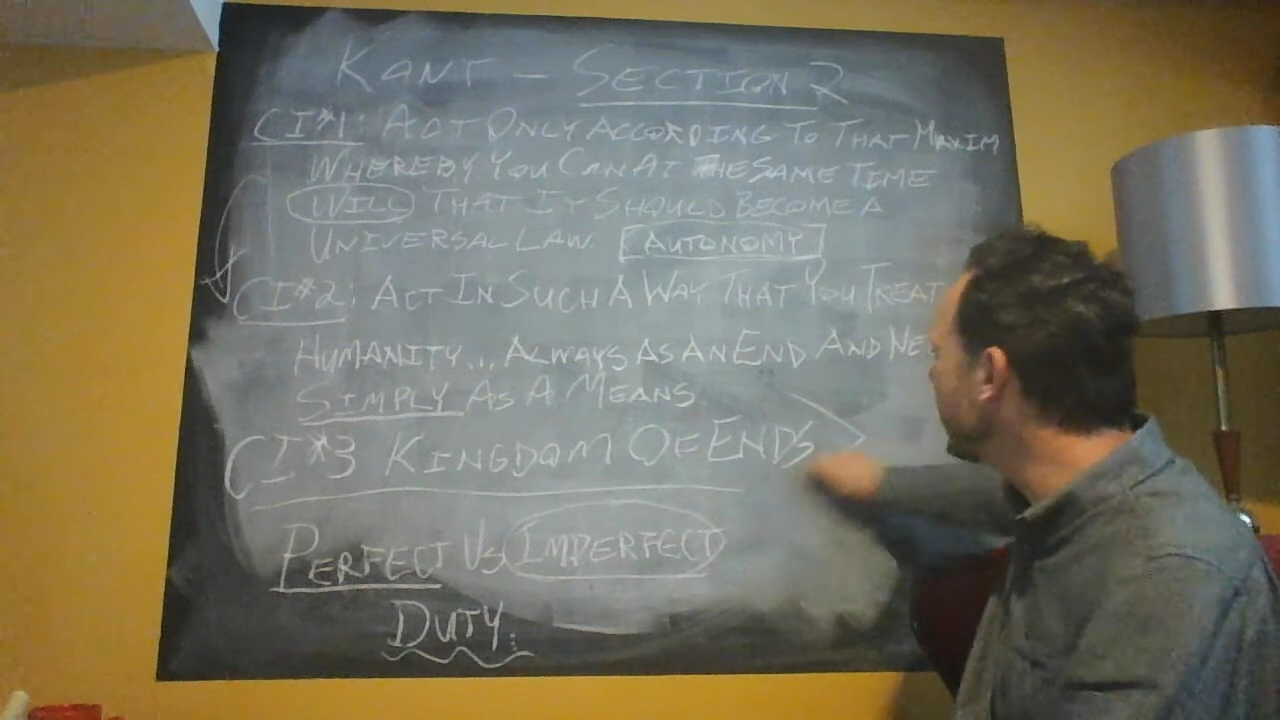 KANT - SECTION 2
CI#1: ACT ONLY ACCORDING TO THAT MAXIM
WHEREBY YOU CAN AT THE SAME TIME
WILL THAT IT SHOULD BECOME A
UNIVERSAL LAW AUTONOMY
CI#2: ACT IN SUCH A WAY THAT YOU TREAT
HUMANITY... ALWAYS AS AN END AND NE
SIMPLY AS A MEANS
CI#3 KINGDOM OF ENDS
PERFECT VS IMPERFECT
DUTY: